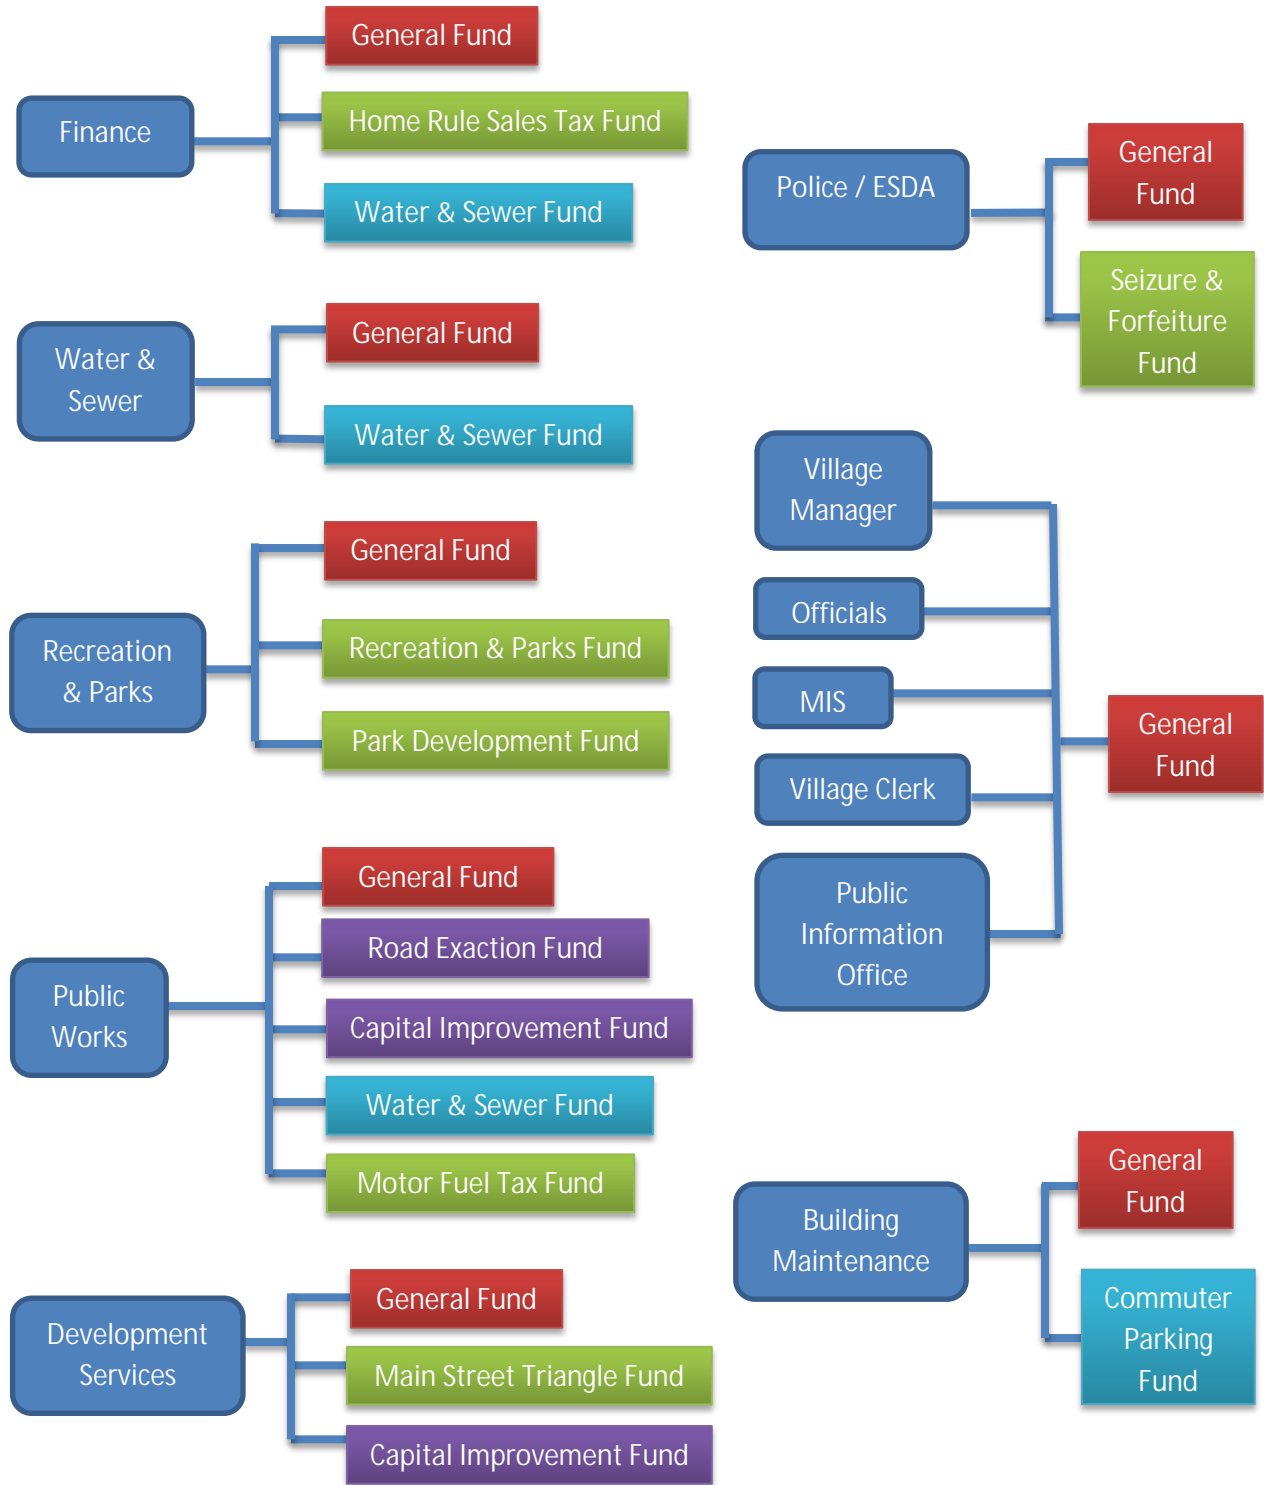 Finance
General Fund
Home Rule Sales Tax Fund
Water & Sewer Fund
Water &
Sewer
General Fund
Water & Sewer Fund
Recreation
& Parks
General Fund
Recreation & Parks Fund
Park Development Fund
Public
Works
General Fund
Road Exaction Fund
Capital Improvement Fund
Water & Sewer Fund
Motor Fuel Tax Fund
Development
Services
General Fund
Main Street Triangle Fund
Capital Improvement Fund
Police / ESDA
General
Fund
Seizure &
Forfeiture
Fund
Village
Manager
Officials
MIS
Village Clerk
Public
Information
Office
General
Fund
Building
Maintenance
General
Fund
Commuter
Parking
Fund